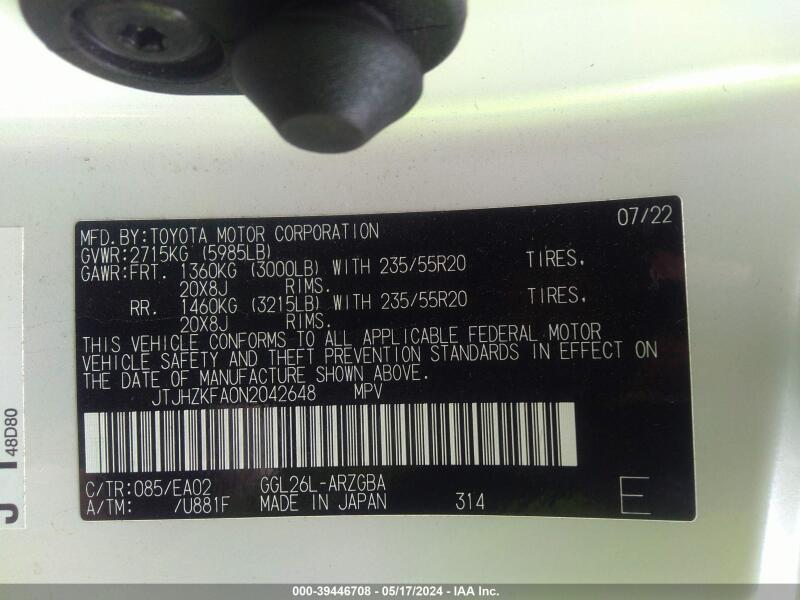 07/22
MFD.BY:TOYOTA MOTOR CORPORATION
GVWR:2715KG (5985LB)
GAWR:FRT. 1360KG (3000LB) WITH 235/55R20 TIRES,
20X8J RIMS.
RR. 1460KG (3215LB) WITH 235/55R20 TIRES,
20X8J RIMS.
THIS VEHICLE CONFORMS TO ALL APPLICABLE FEDERAL MOTOR
VEHICLE SAFETY AND THEFT PREVENTION STANDARDS IN EFFECT ON
THE DATE OF MANUFACTURE SHOWN ABOVE.
JTJHZKFA0N2042648 MPV
C/TR:085/EA02 GGL26L-ARZGBA
A/TM: /U881F MADE IN JAPAN 314 E
48D80
000-39446708 - 05/17/2024 - IAA Inc.